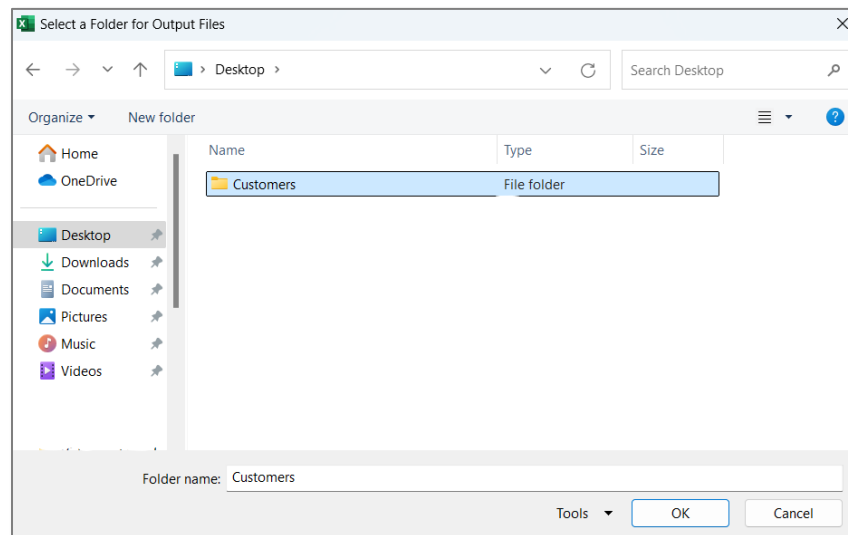 Select a Folder for Output Files
Desktop
Search Desktop
Organize
New folder
Home
Name
Type
Size
OneDrive
Customers
File folder
Desktop
Downloads
Documents
Pictures
Music
Videos
Folder name: Customers
Tools
OK
Cancel